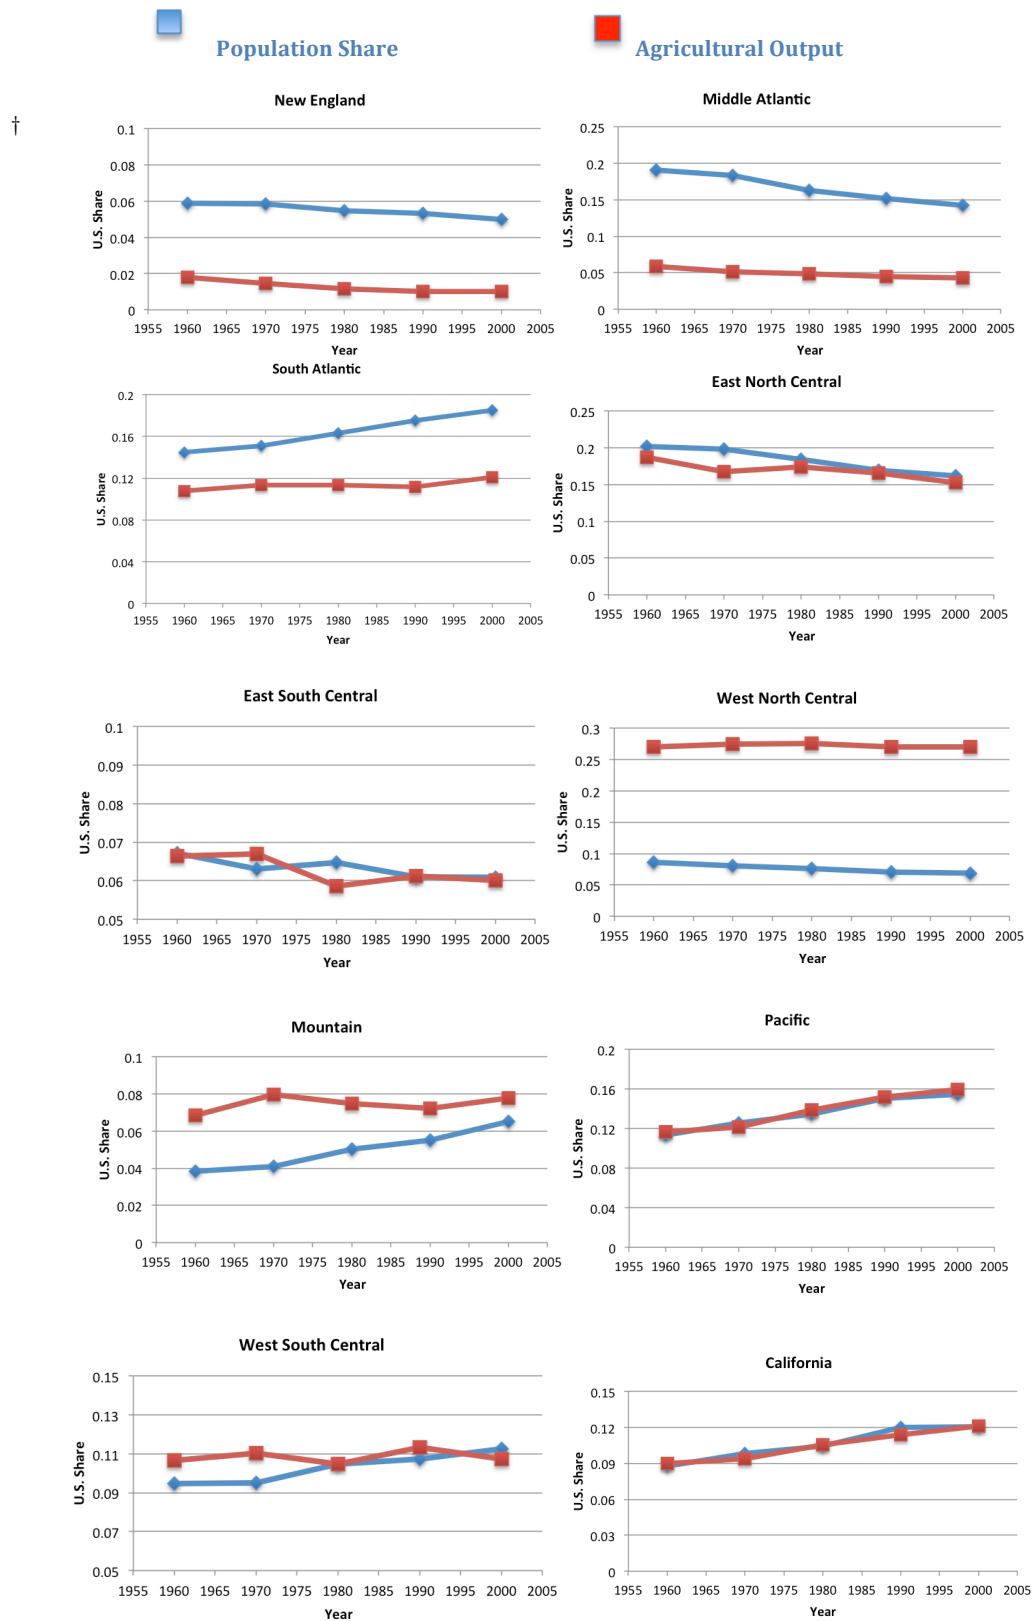 Population Share
Agricultural Output
†
New England
0.1
0.08
0.06
0.04
0.02
0
U.S. Share
1955 1960 1965 1970 1975 1980 1985 1990 1995 2000 2005
Year
Middle Atlantic
0.25
0.2
0.15
0.1
0.05
0
U.S. Share
1955 1960 1965 1970 1975 1980 1985 1990 1995 2000 2005
Year
South Atlantic
0.2
0.16
0.12
0.08
0.04
0
U.S. Share
1955 1960 1965 1970 1975 1980 1985 1990 1995 2000 2005
Year
East North Central
0.25
0.2
0.15
0.1
0.05
0
U.S. Share
1955 1960 1965 1970 1975 1980 1985 1990 1995 2000 2005
Year
East South Central
0.1
0.09
0.08
0.07
0.06
0.05
U.S. Share
1955 1960 1965 1970 1975 1980 1985 1990 1995 2000 2005
Year
West North Central
0.3
0.25
0.2
0.15
0.1
0.05
0
U.S. Share
1955 1960 1965 1970 1975 1980 1985 1990 1995 2000 2005
Year
Mountain
0.1
0.08
0.06
0.04
0.02
0
U.S. Share
1955 1960 1965 1970 1975 1980 1985 1990 1995 2000 2005
Year
Pacific
0.2
0.16
0.12
0.08
0.04
0
U.S. Share
1955 1960 1965 1970 1975 1980 1985 1990 1995 2000 2005
Year
West South Central
0.15
0.13
0.11
0.09
0.07
0.05
U.S. Share
1955 1960 1965 1970 1975 1980 1985 1990 1995 2000 2005
Year
California
0.15
0.12
0.09
0.06
0.03
0
U.S. Share
1955 1960 1965 1970 1975 1980 1985 1990 1995 2000 2005
Year